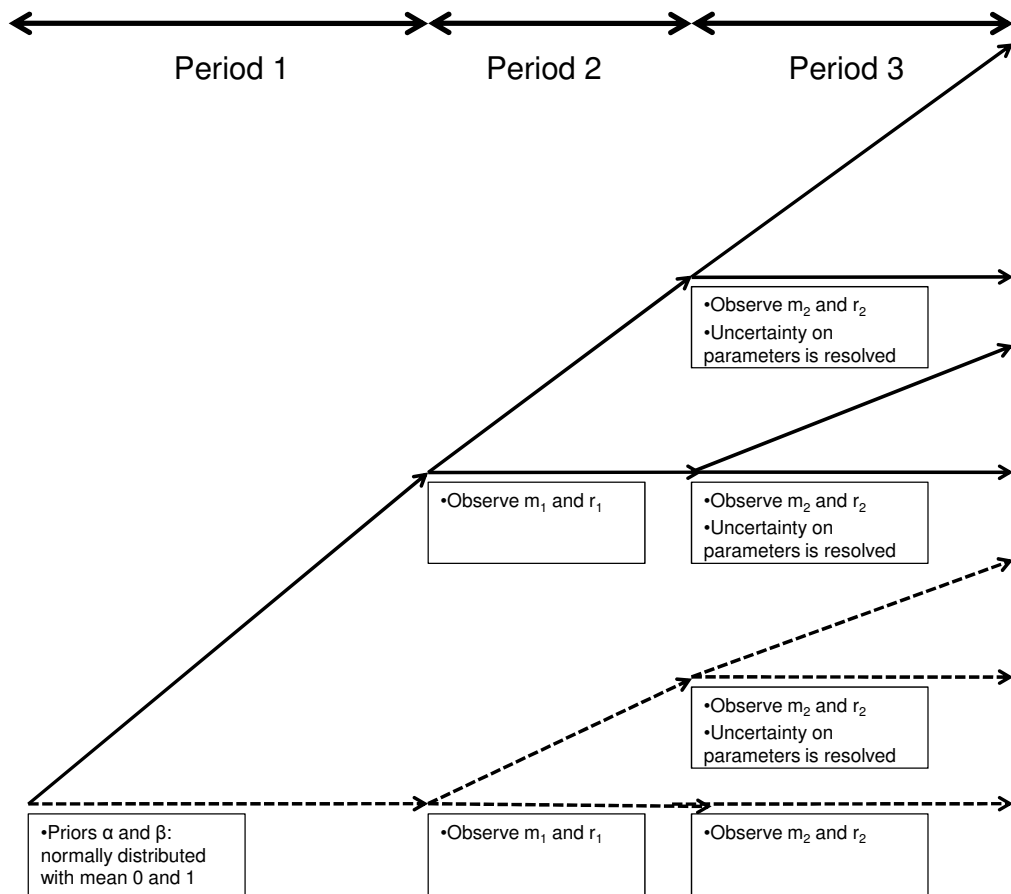 Period 1
Period 2
Period 3
•Observe m₂ and r₂
•Uncertainty on
parameters is resolved
•Observe m₁ and r₁
•Observe m₂ and r₂
•Uncertainty on
parameters is resolved
•Observe m₂ and r₂
•Uncertainty on
parameters is resolved
•Priors α and β:
normally distributed
with mean 0 and 1
•Observe m₁ and r₁
•Observe m₂ and r₂